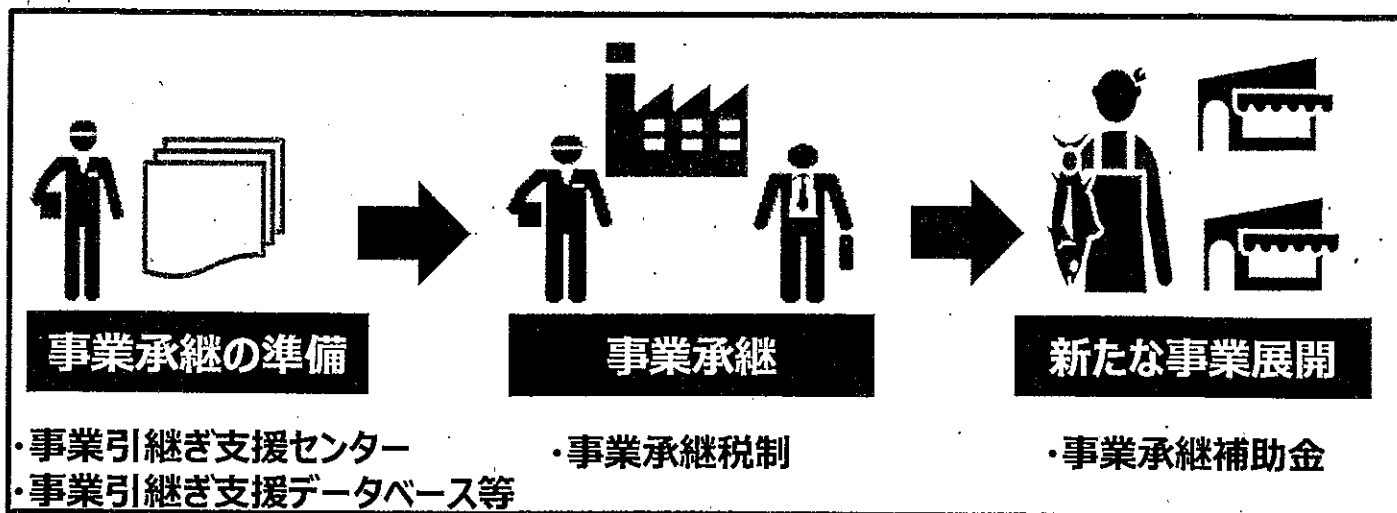 事業承継の準備
・事業引継ぎ支援センター
・事業引継ぎ支援データベース等
事業承継
・事業承継税制
新たな事業展開
・事業承継補助金